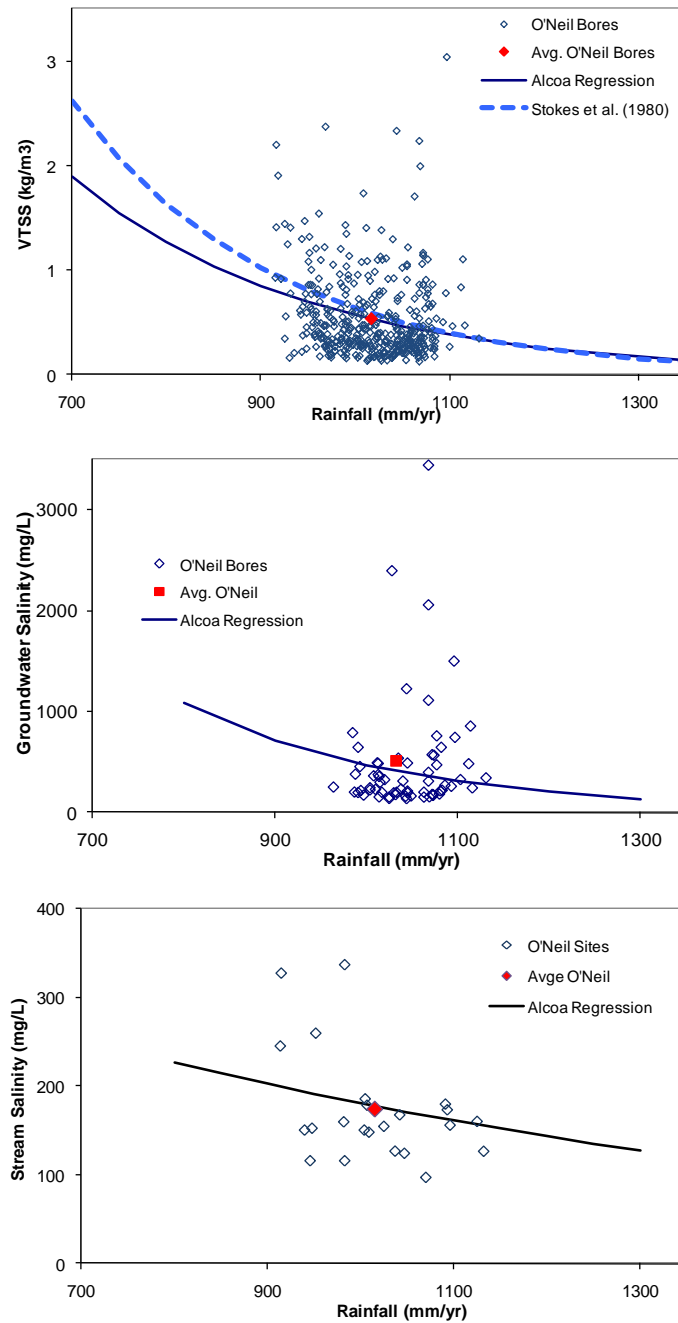 O'Neil Bores
Avg. O'Neil Bores
Alcoa Regression
Stokes et al. (1980)
3
2
1
0
VTSS (kg/m3)
700 900 1100 1300
Rainfall (mm/yr)
3000
2000
1000
0
Groundwater Salinity (mg/L)
O'Neil Bores
Avg. O'Neil
Alcoa Regression
700 900 1100 1300
Rainfall (mm/yr)
400
300
200
100
0
Stream Salinity (mg/L)
O'Neil Sites
Avge O'Neil
Alcoa Regression
700 900 1100 1300
Rainfall (mm/yr)